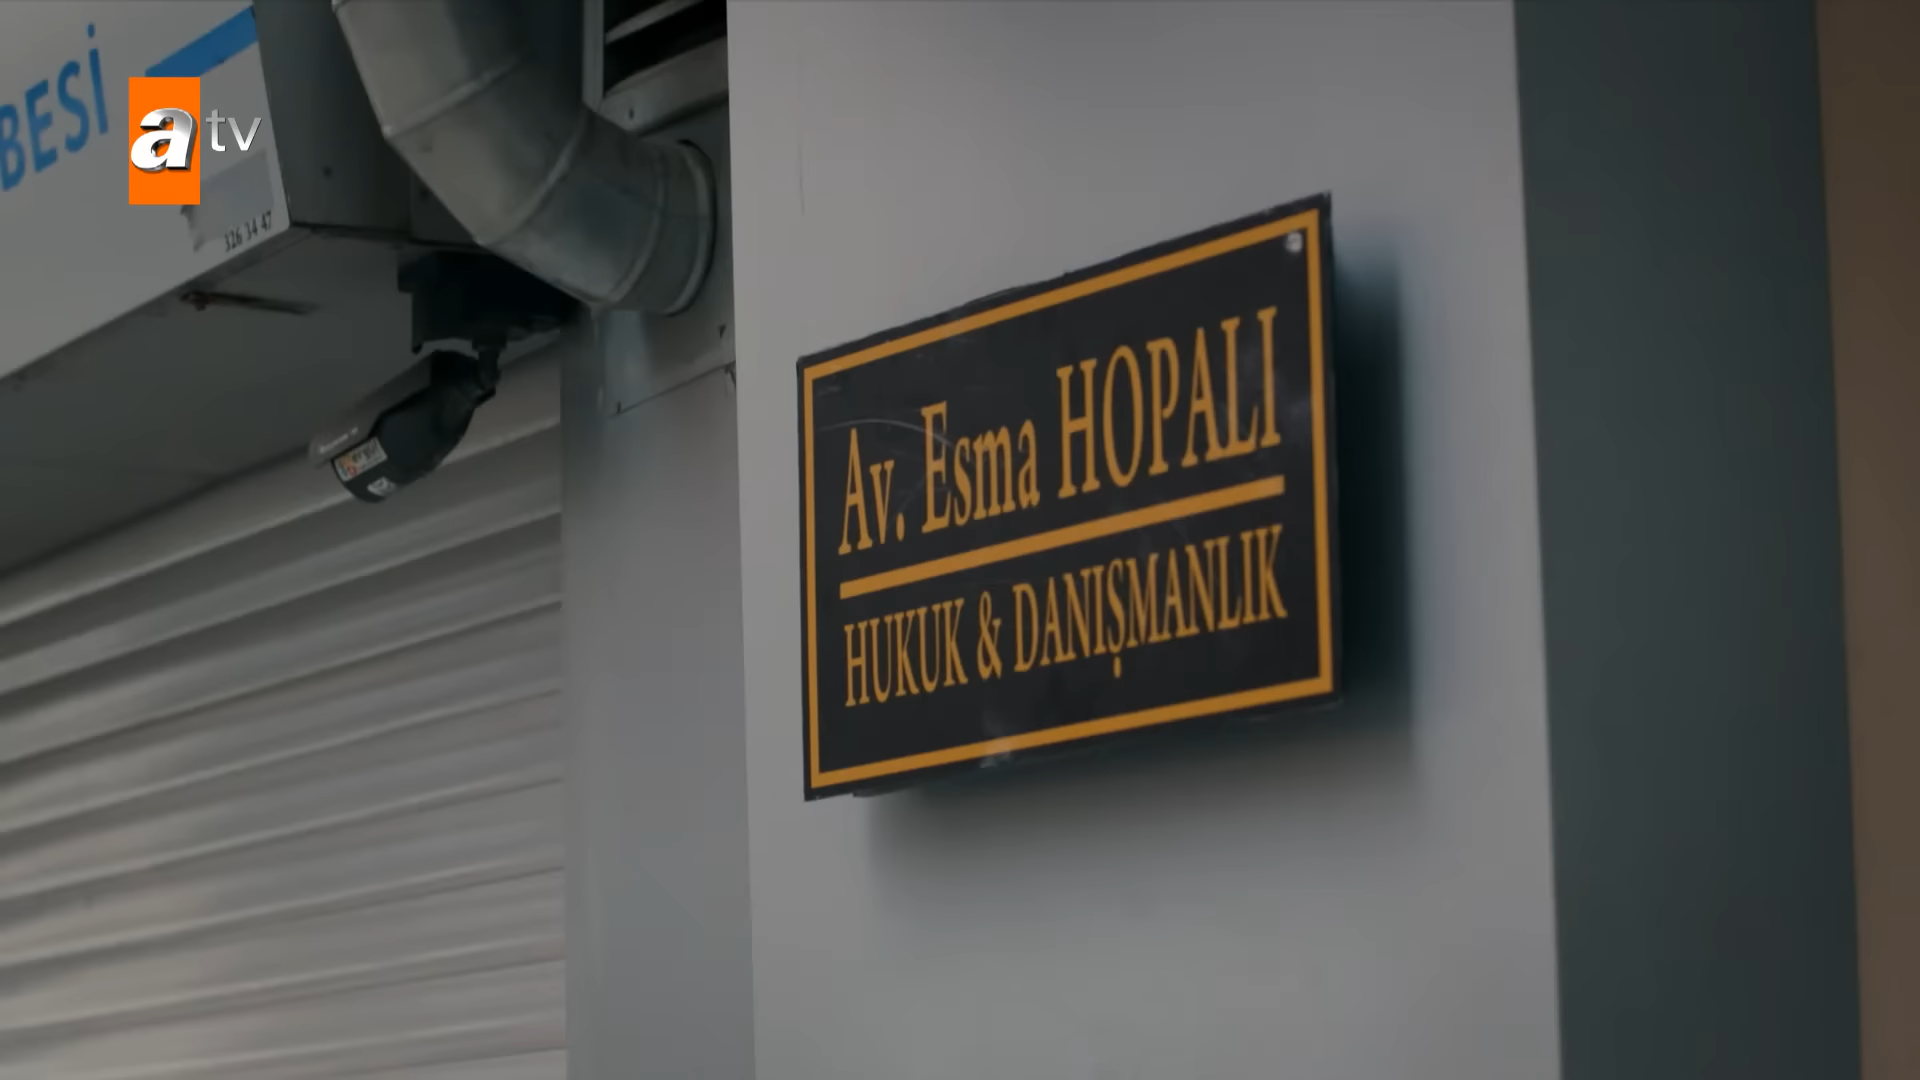 BESİ
atv
326 34 47
Av. Esma HOPALI
HUKUK & DANIŞMANLIK